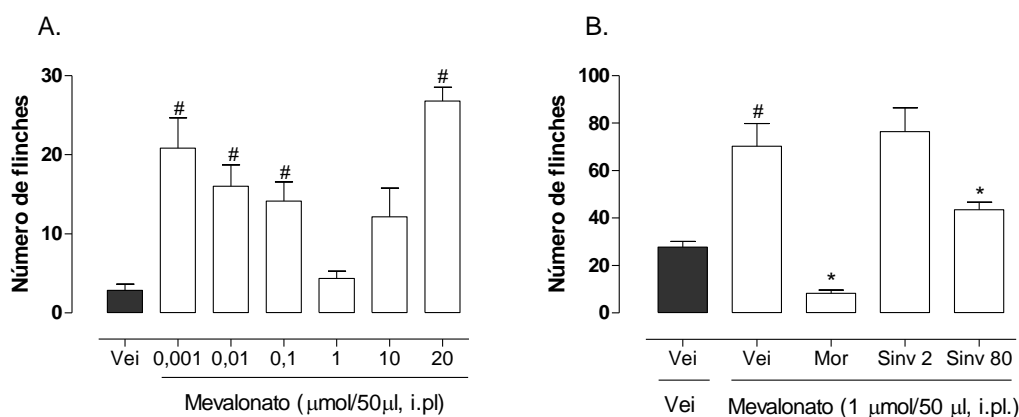 A.
Número de flinches
30
20
10
0
#
#
#
#
Vei 0,001 0,01 0,1 1 10 20
Mevalonato (μmol/50μl, i.pl)
B.
Número de flinches
100
80
60
40
20
0
#
*
*
Vei Vei Mor Sinv 2 Sinv 80
Vei Mevalonato (1 μmol/50 μl, i.pl.)